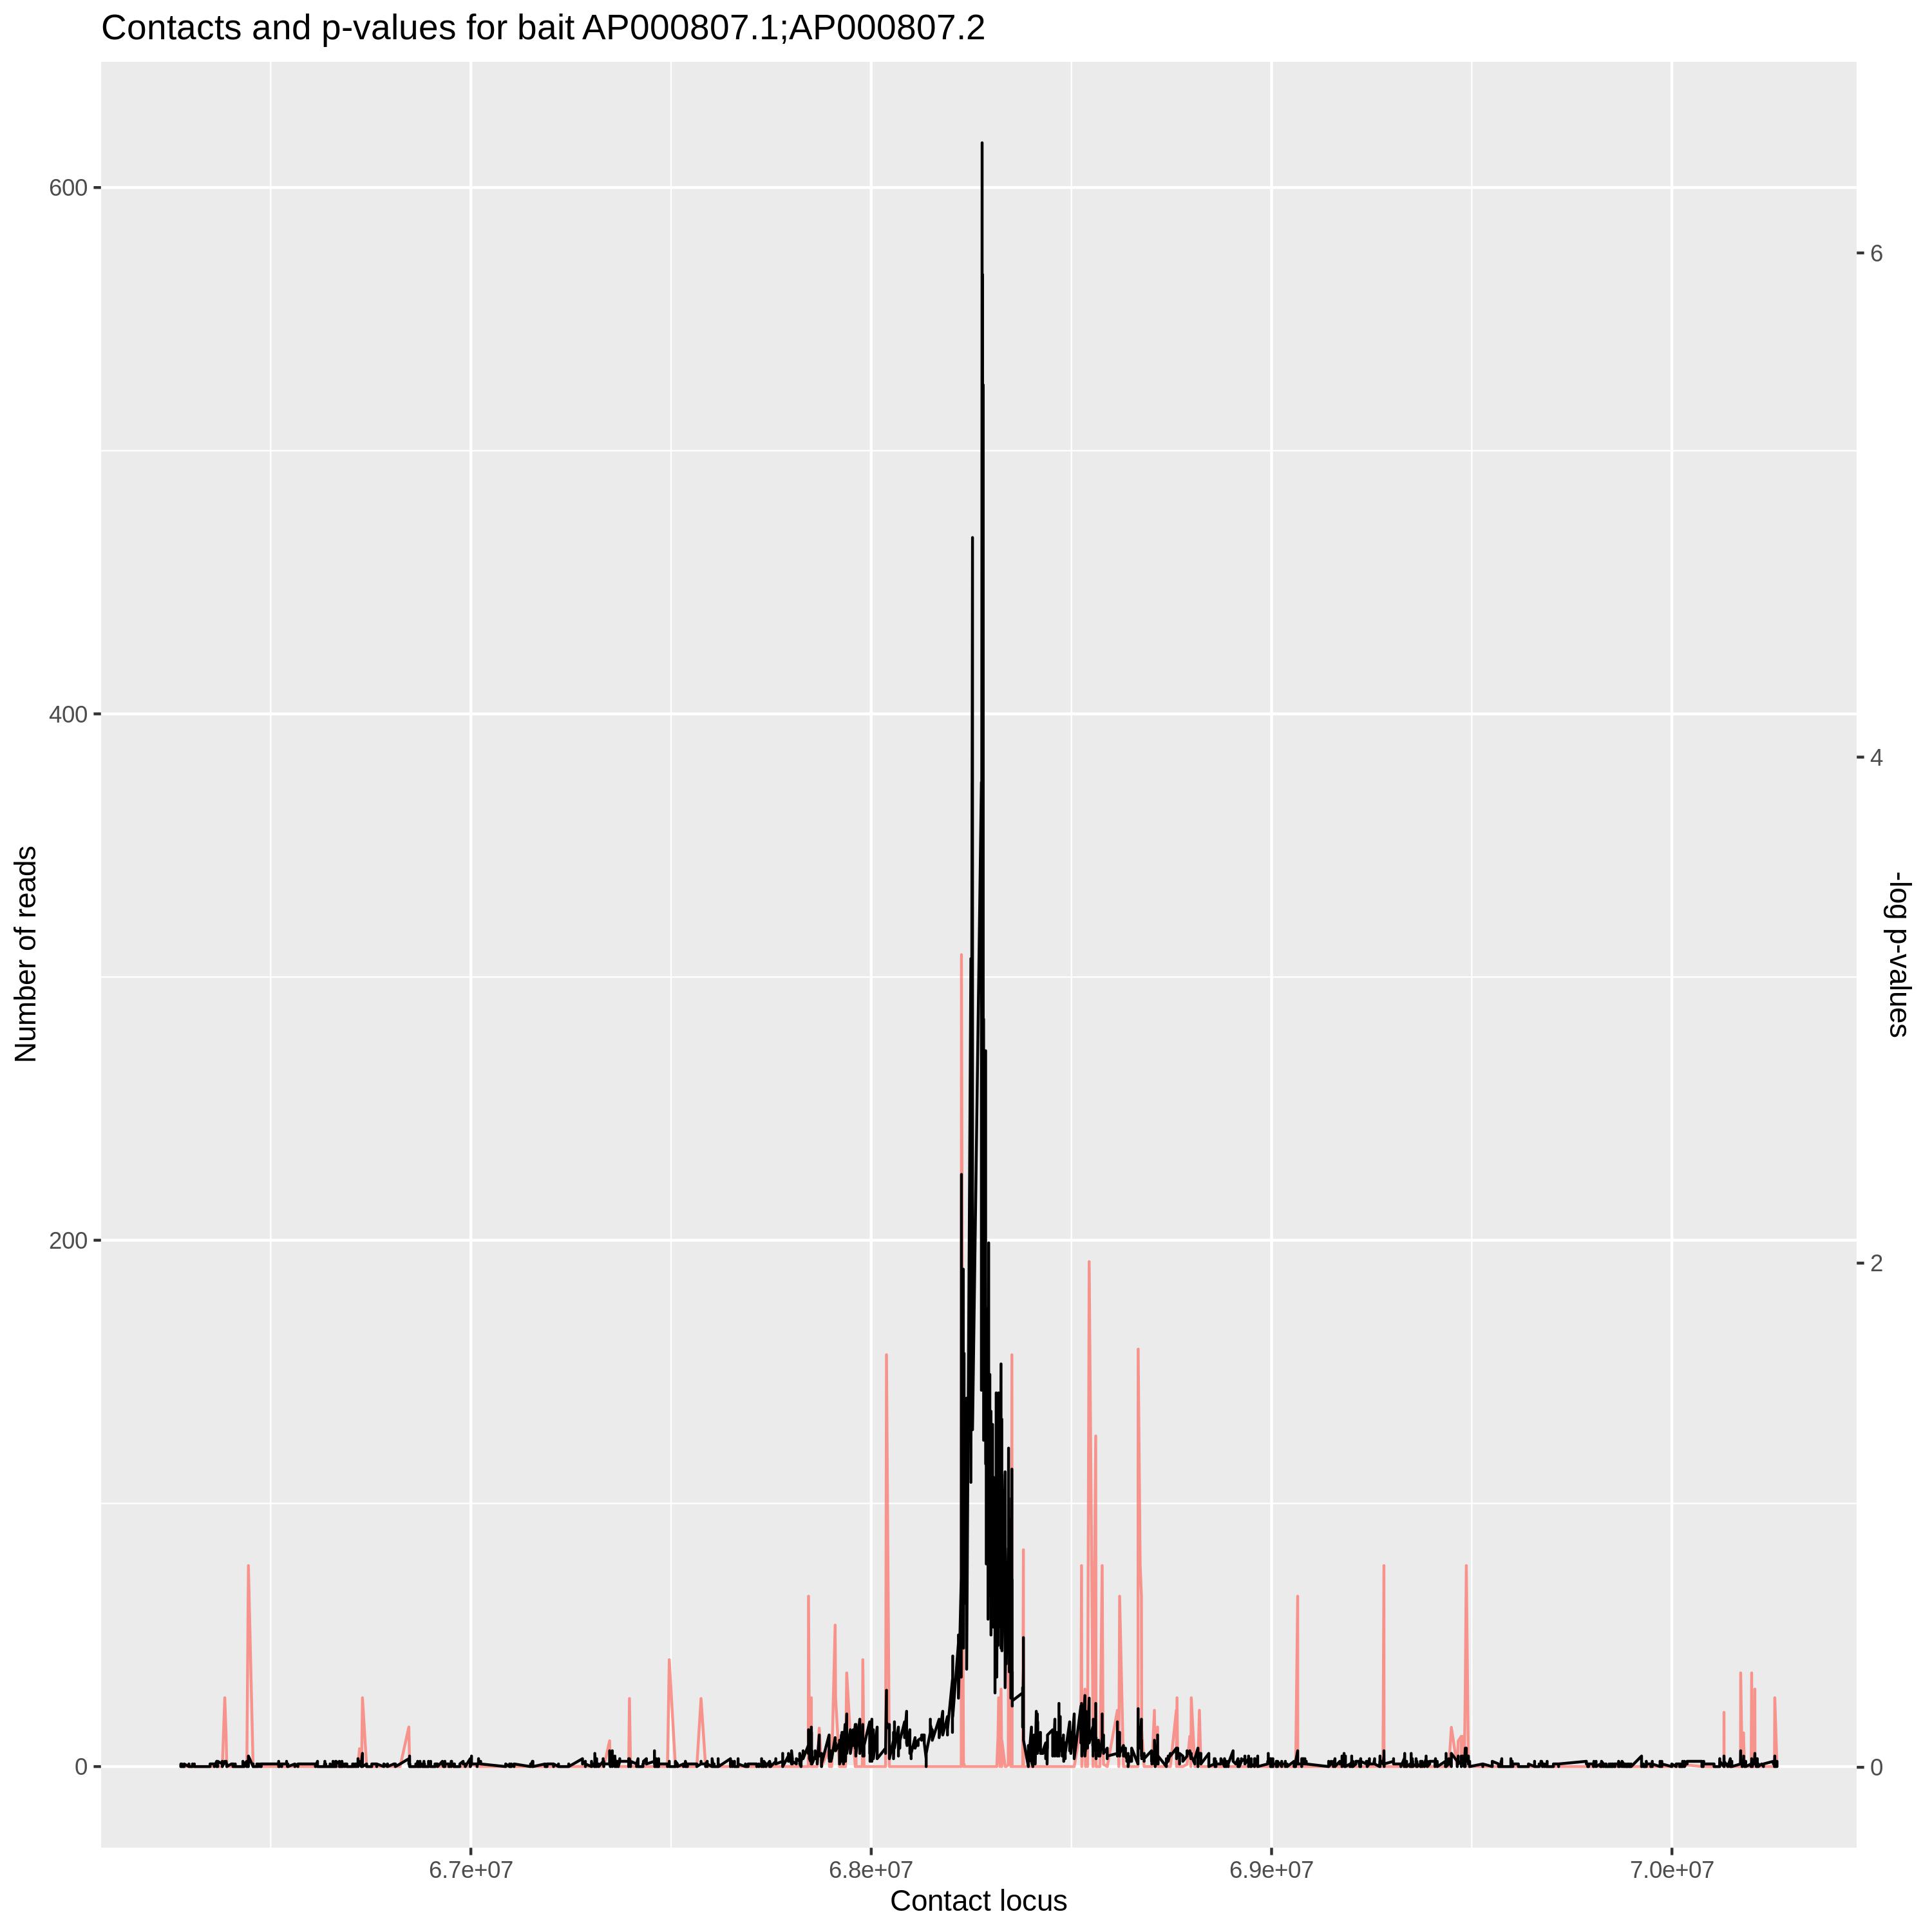 Contacts and p-values for bait AP000807.1;AP000807.2
600
400
200
0
Number of reads
6
4
2
0
-log p-values
6.7e+07
6.8e+07
6.9e+07
7.0e+07
Contact locus